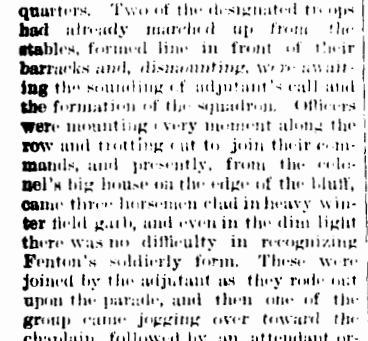 quarters. Two of the designated troops
had already marched up from the
stables, formed line in front of their
barracks and, dismounting, were await-
ing the sounding of adjutant's call and
the formation of the squadron. Officers
were mounting every moment along the
row and trotting out to join their com-
mands, and presently, from the colo-
nel's big house on the edge of the bluff,
came three horsemen clad in heavy win-
ter field garb, and even in the dim light
there was no difficulty in recognizing
Fenton's soldierly form. These were
joined by the adjutant as they rode out
upon the parade, and then one of the
group came jogging over toward the
chaplain, followed by an attendant or-